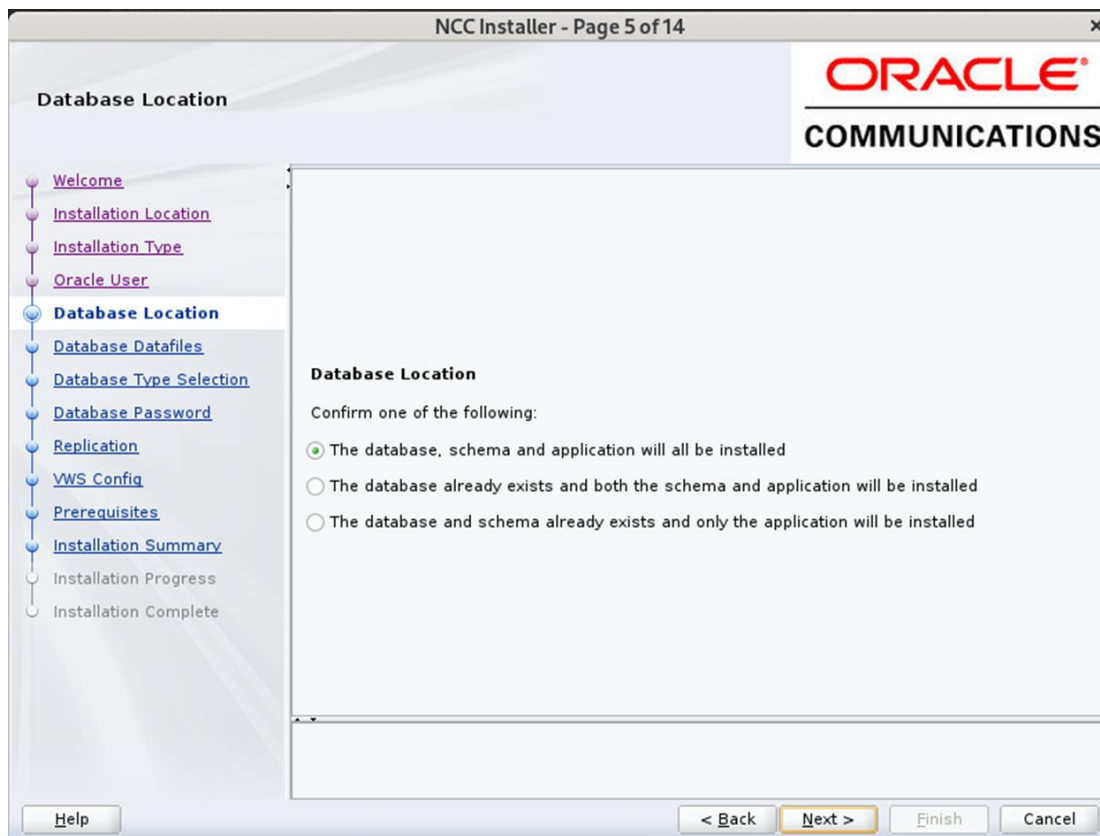 NCC Installer - Page 5 of 14
×
Database Location
ORACLE®
COMMUNICATIONS
Welcome
Installation Location
Installation Type
Oracle User
Database Location
Database Datafiles
Database Type Selection
Database Password
Replication
VWS Config
Prerequisites
Installation Summary
Installation Progress
Installation Complete
Database Location
Confirm one of the following:
The database, schema and application will all be installed
The database already exists and both the schema and application will be installed
The database and schema already exists and only the application will be installed
Help
< Back
Next >
Finish
Cancel